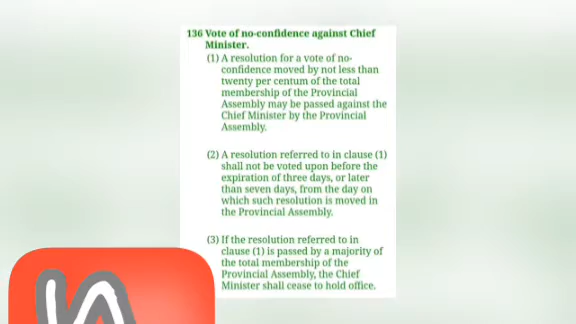 136 Vote of no-confidence against Chief
Minister.
(1) A resolution for a vote of no-
confidence moved by not less than
twenty per centum of the total
membership of the Provincial
Assembly may be passed against the
Chief Minister by the Provincial
Assembly.
(2) A resolution referred to in clause (1)
shall not be voted upon before the
expiration of three days, or later
than seven days, from the day on
which such resolution is moved in
the Provincial Assembly.
(3) If the resolution referred to in
clause (1) is passed by a majority of
the total membership of the
Provincial Assembly, the Chief
Minister shall cease to hold office.